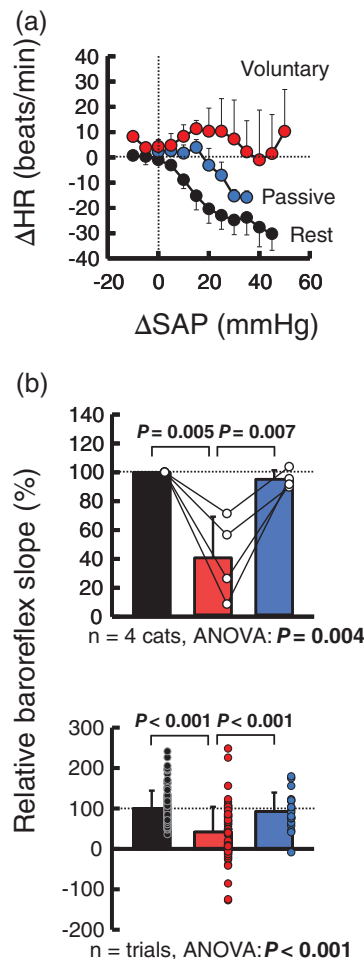 (a)
40
30
20
10
0
-10
-20
-30
-40
ΔHR (beats/min)
Voluntary
Passive
Rest
-20 0 20 40 60
ΔSAP (mmHg)
(b)
P = 0.005 P = 0.007
140
120
100
80
60
40
20
0
n = 4 cats, ANOVA: P = 0.004
Relative baroreflex slope (%)
P < 0.001 P < 0.001
300
200
100
0
-100
-200
n = trials, ANOVA: P < 0.001